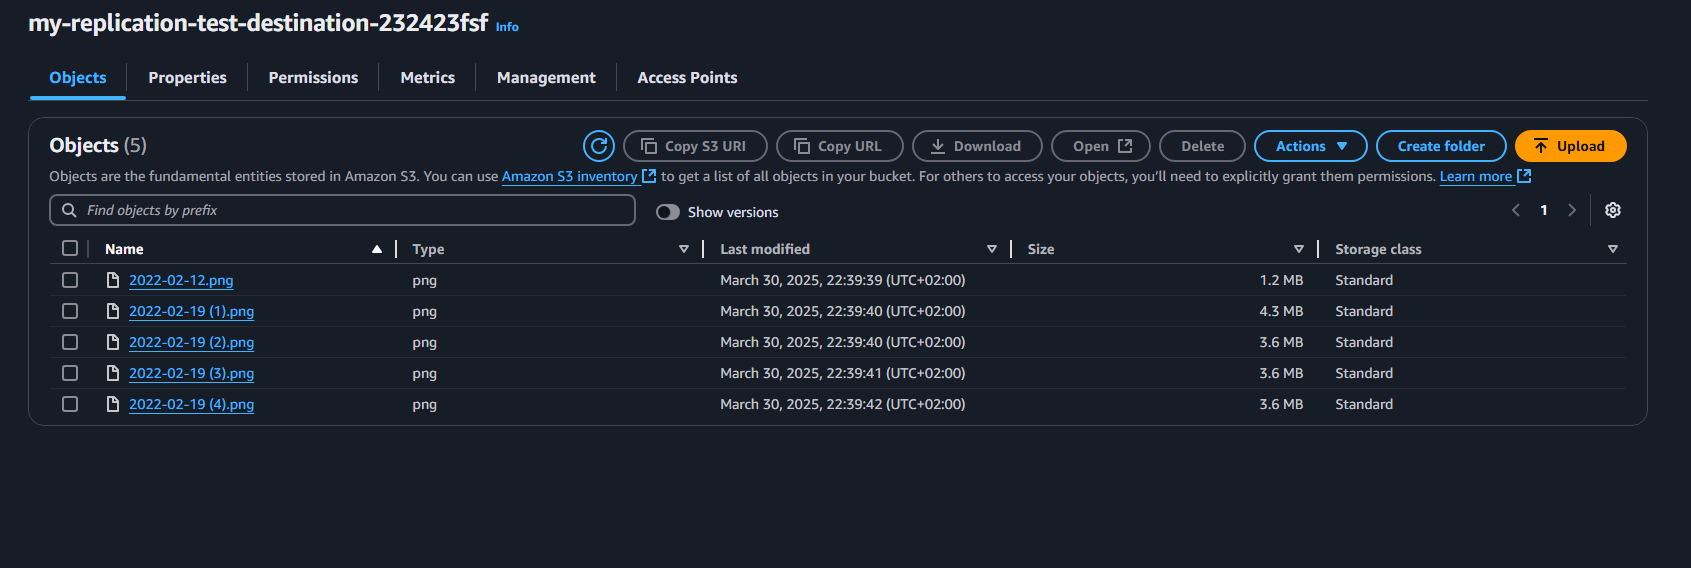 my-replication-test-destination-232423fsf Info
Objects Properties Permissions Metrics Management Access Points
Objects (5) Copy S3 URI Copy URL Download Open Delete Actions Create folder Upload
Objects are the fundamental entities stored in Amazon S3. You can use Amazon S3 inventory to get a list of all objects in your bucket. For others to access your objects, you'll need to explicitly grant them permissions. Learn more
Find objects by prefix Show versions 1
Name Type Last modified Size Storage class
2022-02-12.png png March 30, 2025, 22:39:39 (UTC+02:00) 1.2 MB Standard
2022-02-19 (1).png png March 30, 2025, 22:39:40 (UTC+02:00) 4.3 MB Standard
2022-02-19 (2).png png March 30, 2025, 22:39:40 (UTC+02:00) 3.6 MB Standard
2022-02-19 (3).png png March 30, 2025, 22:39:41 (UTC+02:00) 3.6 MB Standard
2022-02-19 (4).png png March 30, 2025, 22:39:42 (UTC+02:00) 3.6 MB Standard